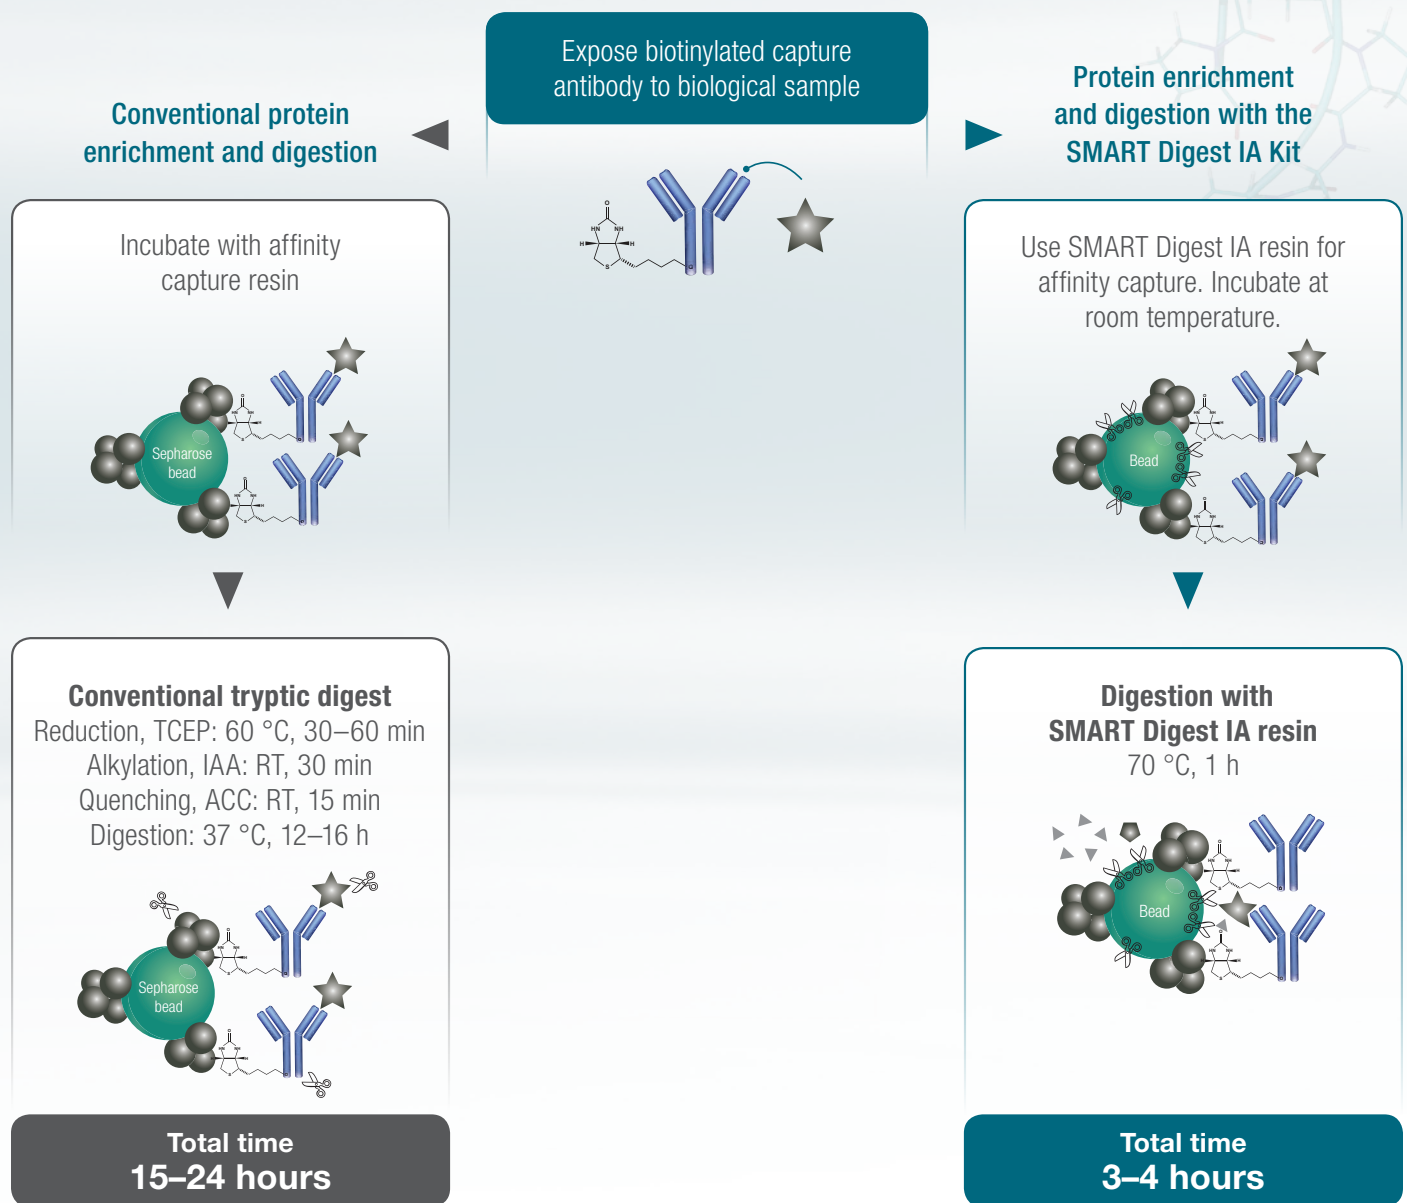 Expose biotinylated capture
antibody to biological sample
Conventional protein
enrichment and digestion
Protein enrichment
and digestion with the
SMART Digest IA Kit
Incubate with affinity
capture resin
Sepharose
bead
Use SMART Digest IA resin for
affinity capture. Incubate at
room temperature.
Bead
Conventional tryptic digest
Reduction, TCEP: 60 °C, 30–60 min
Alkylation, IAA: RT, 30 min
Quenching, ACC: RT, 15 min
Digestion: 37 °C, 12–16 h
Sepharose
bead
Total time
15–24 hours
Digestion with
SMART Digest IA resin
70 °C, 1 h
Bead
Total time
3–4 hours